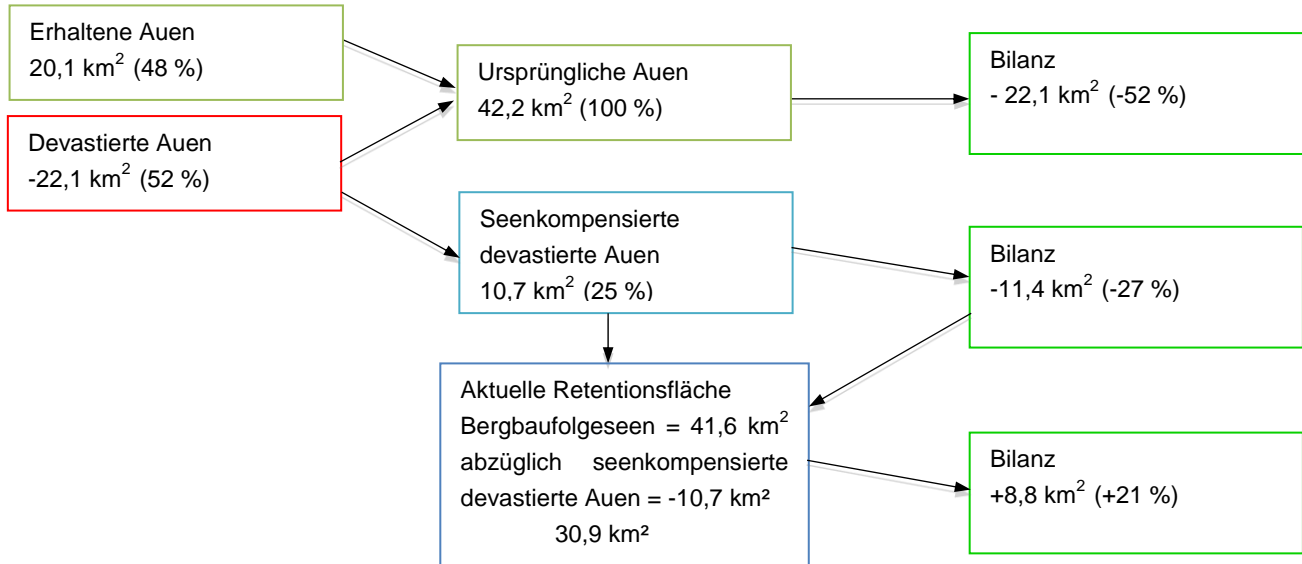 Erhaltene Auen
20,1 km² (48 %)
Devastierte Auen
-22,1 km² (52 %)
Ursprüngliche Auen
42,2 km² (100 %)
Bilanz
- 22,1 km² (-52 %)
Seenkompensierte
devastierte Auen
10,7 km² (25 %)
Bilanz
-11,4 km² (-27 %)
Aktuelle Retentionsfläche
Bergbaufolgeseen = 41,6 km²
abzüglich seenkompensierte
devastierte Auen = -10,7 km²
30,9 km²
Bilanz
+8,8 km² (+21 %)